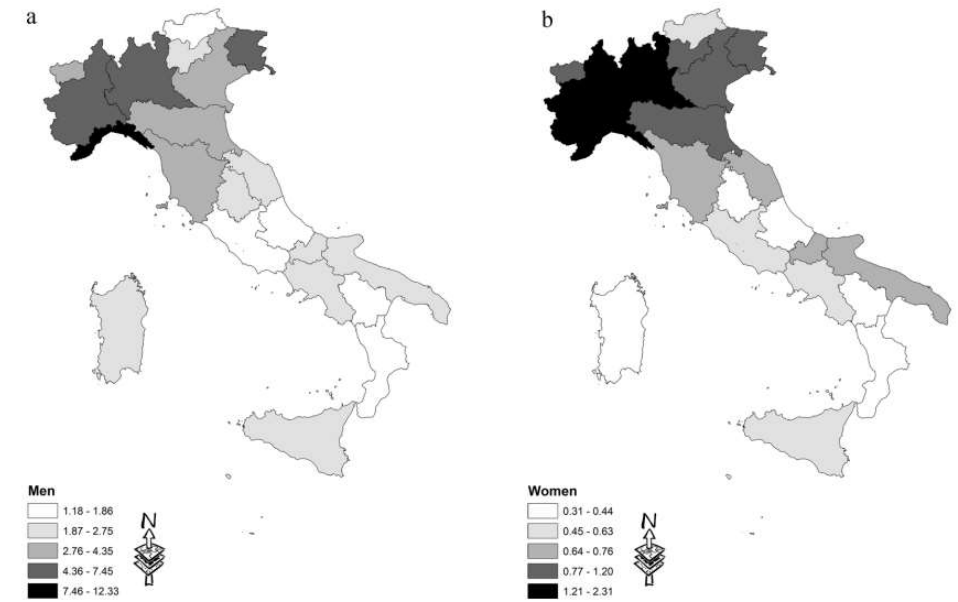 a
b
Men
1.18 - 1.86
1.87 - 2.75
2.76 - 4.35
4.36 - 7.45
7.46 - 12.33
N
Women
0.31 - 0.44
0.45 - 0.63
0.64 - 0.76
0.77 - 1.20
1.21 - 2.31
N